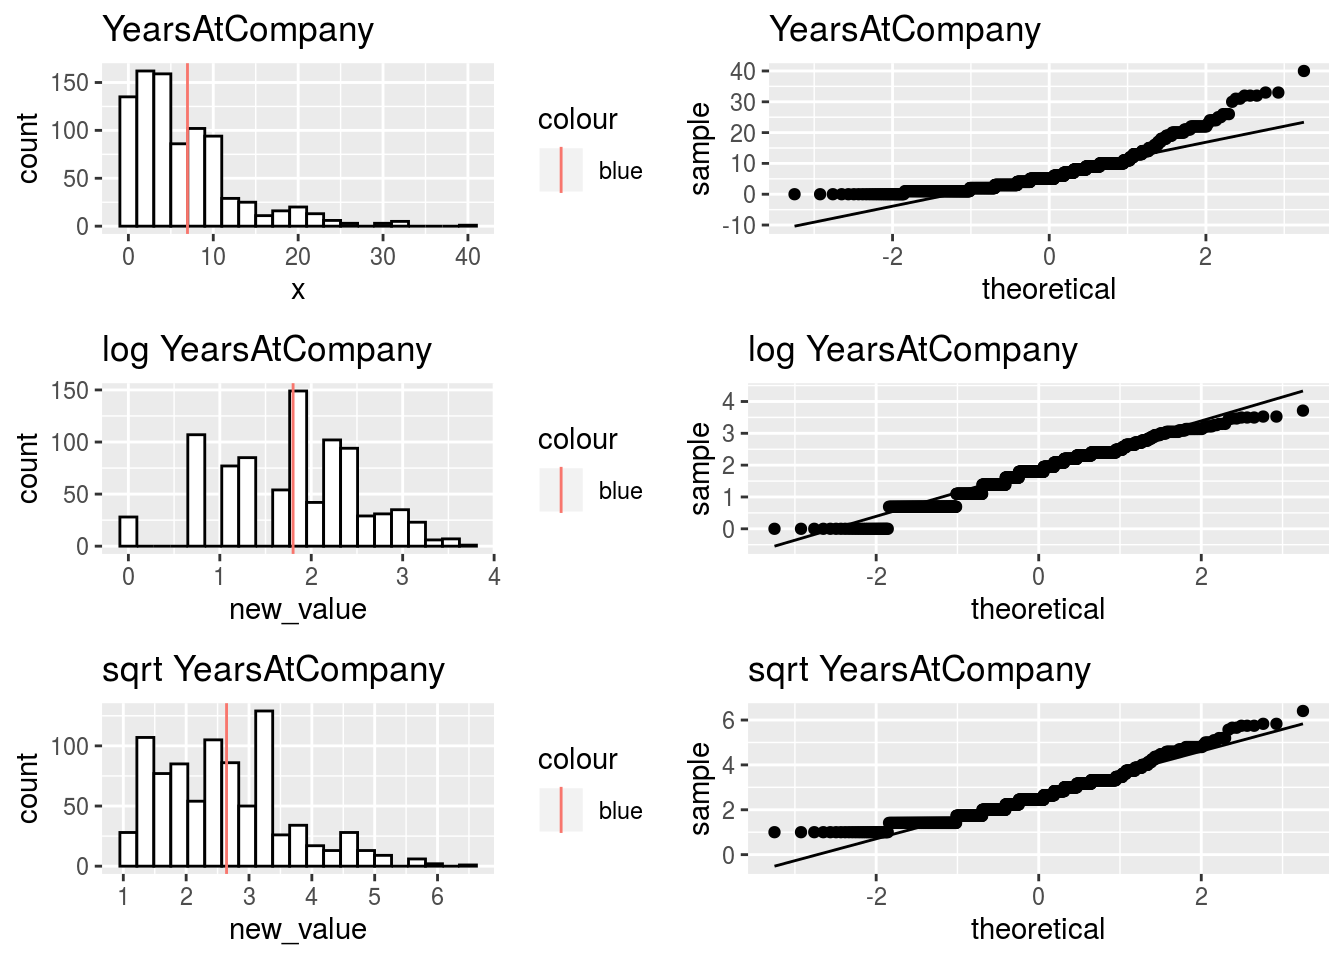 YearsAtCompany
count
150
100
50
0
0 10 20 30 40
x
colour
blue
YearsAtCompany
sample
40
30
20
10
0
-10
-2 0 2
theoretical
log YearsAtCompany
count
150
100
50
0
0 1 2 3 4
new_value
colour
blue
log YearsAtCompany
sample
4
3
2
1
0
-2 0 2
theoretical
sqrt YearsAtCompany
count
100
50
0
1 2 3 4 5 6
new_value
colour
blue
sqrt YearsAtCompany
sample
6
4
2
0
-2 0 2
theoretical